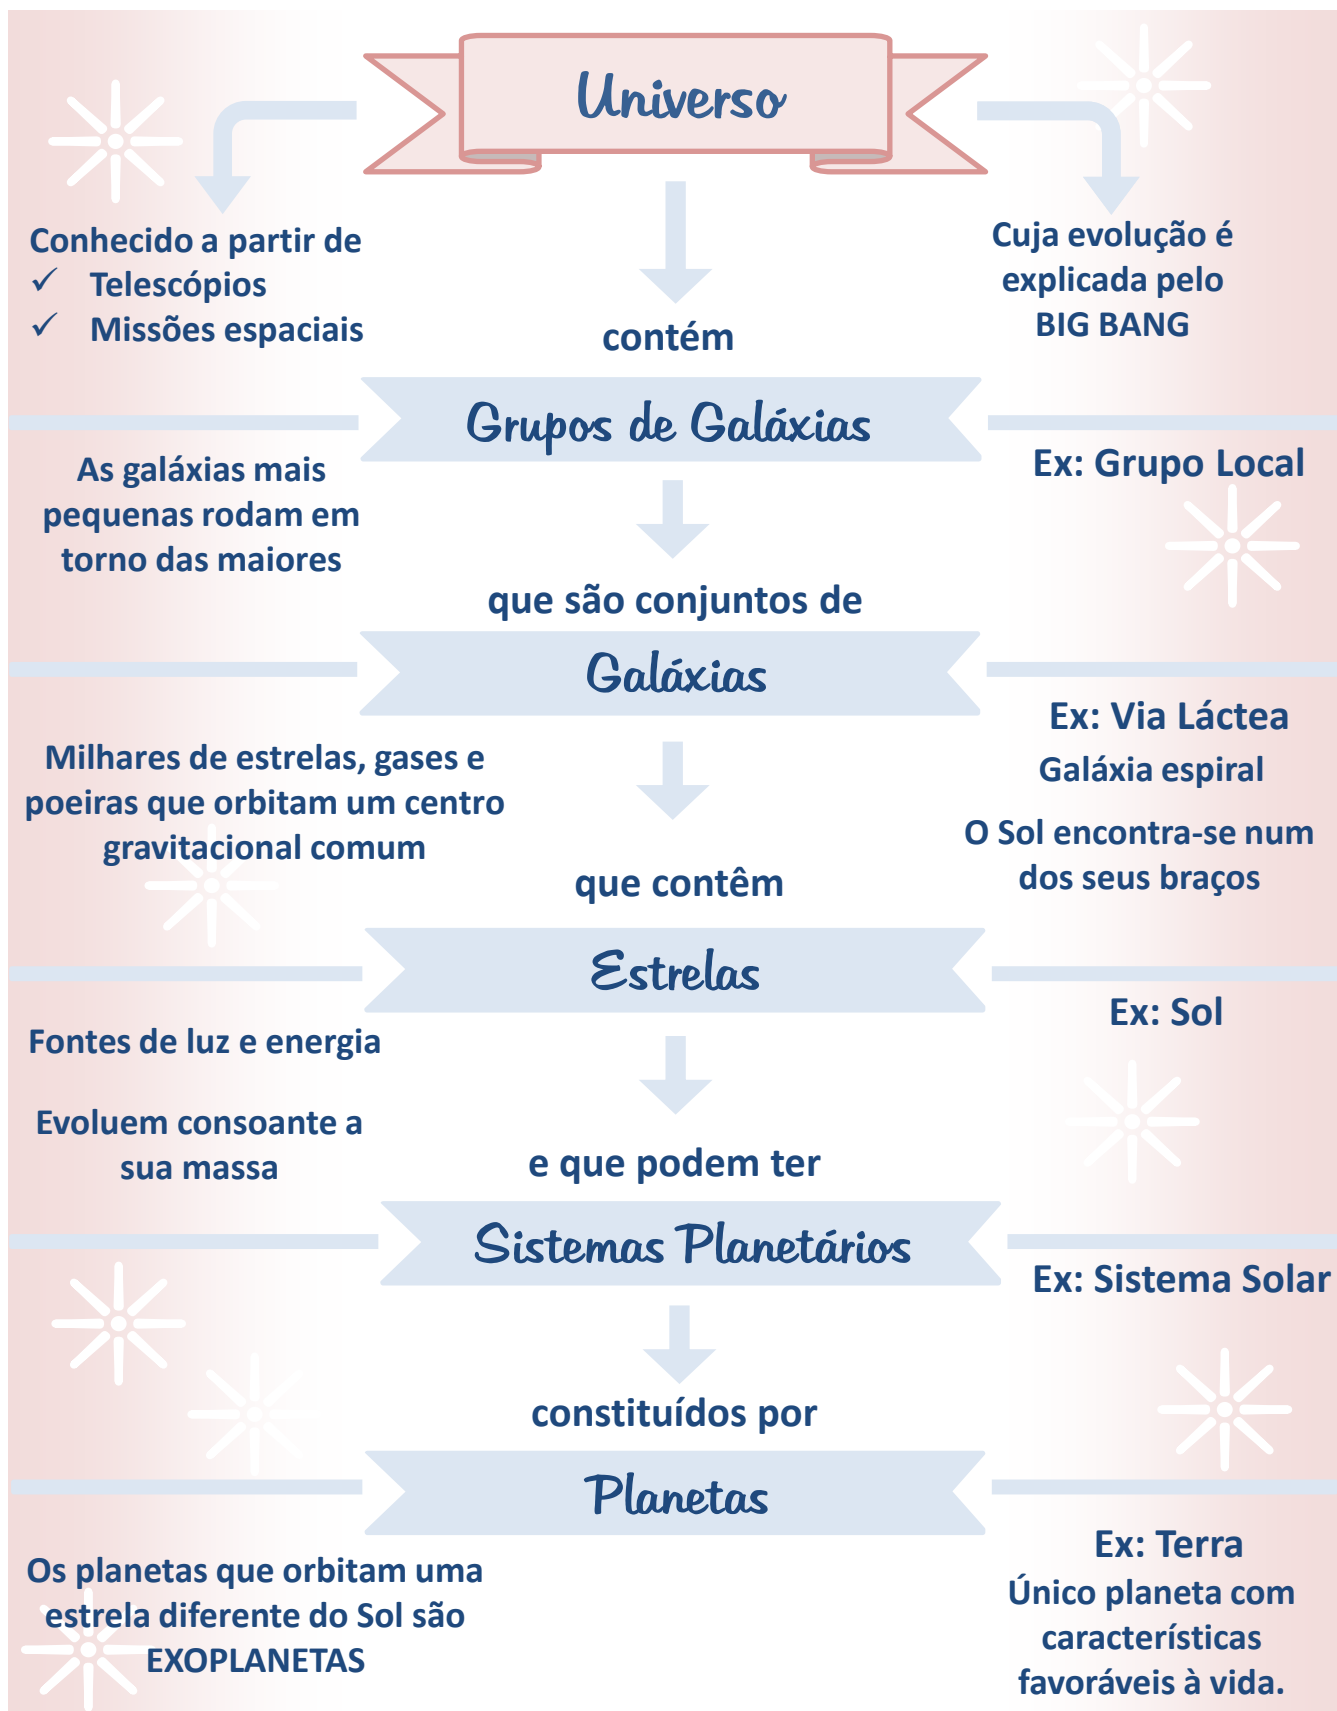 Universo
Conhecido a partir de
✓ Telescópios
✓ Missões espaciais
Cuja evolução é
explicada pelo
BIG BANG
contém
Grupos de Galáxias
As galáxias mais
pequenas rodam em
torno das maiores
Ex: Grupo Local
que são conjuntos de
Galáxias
Milhares de estrelas, gases e
poeiras que orbitam um centro
gravitacional comum
Ex: Via Láctea
Galáxia espiral
O Sol encontra-se num
dos seus braços
que contêm
Estrelas
Fontes de luz e energia
Evoluem consoante a
sua massa
Ex: Sol
e que podem ter
Sistemas Planetários
Ex: Sistema Solar
constituídos por
Planetas
Os planetas que orbitam uma
estrela diferente do Sol são
EXOPLANETAS
Ex: Terra
Único planeta com
características
favoráveis à vida.